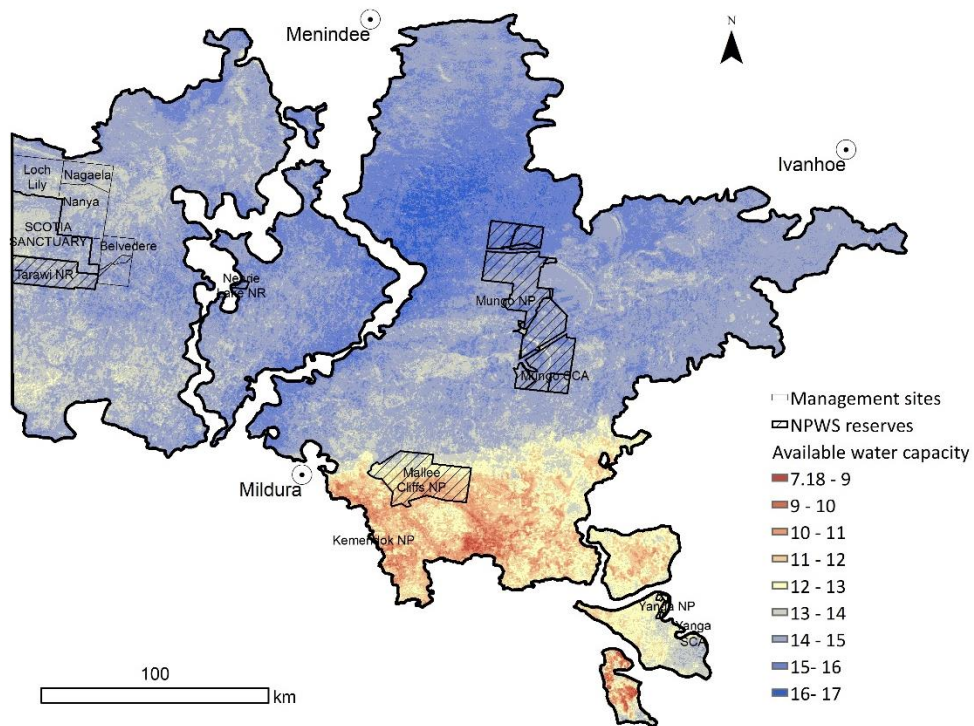 Menindee
N
Ivanhoe
Loch
Lily
Nagaela
Nanya
SCOTIA
SANCTUARY
Belvedere
Tarawi NR
Nearie
Lake NR
Mungo NP
Mungo SCA
Mallee
Cliffs NP
Mildura
Kemendok NP
Yanga NP
Yanga
SCA
Management sites
NPWS reserves
Available water capacity
7.18 - 9
9 - 10
10 - 11
11 - 12
12 - 13
13 - 14
14 - 15
15- 16
16- 17
100
km